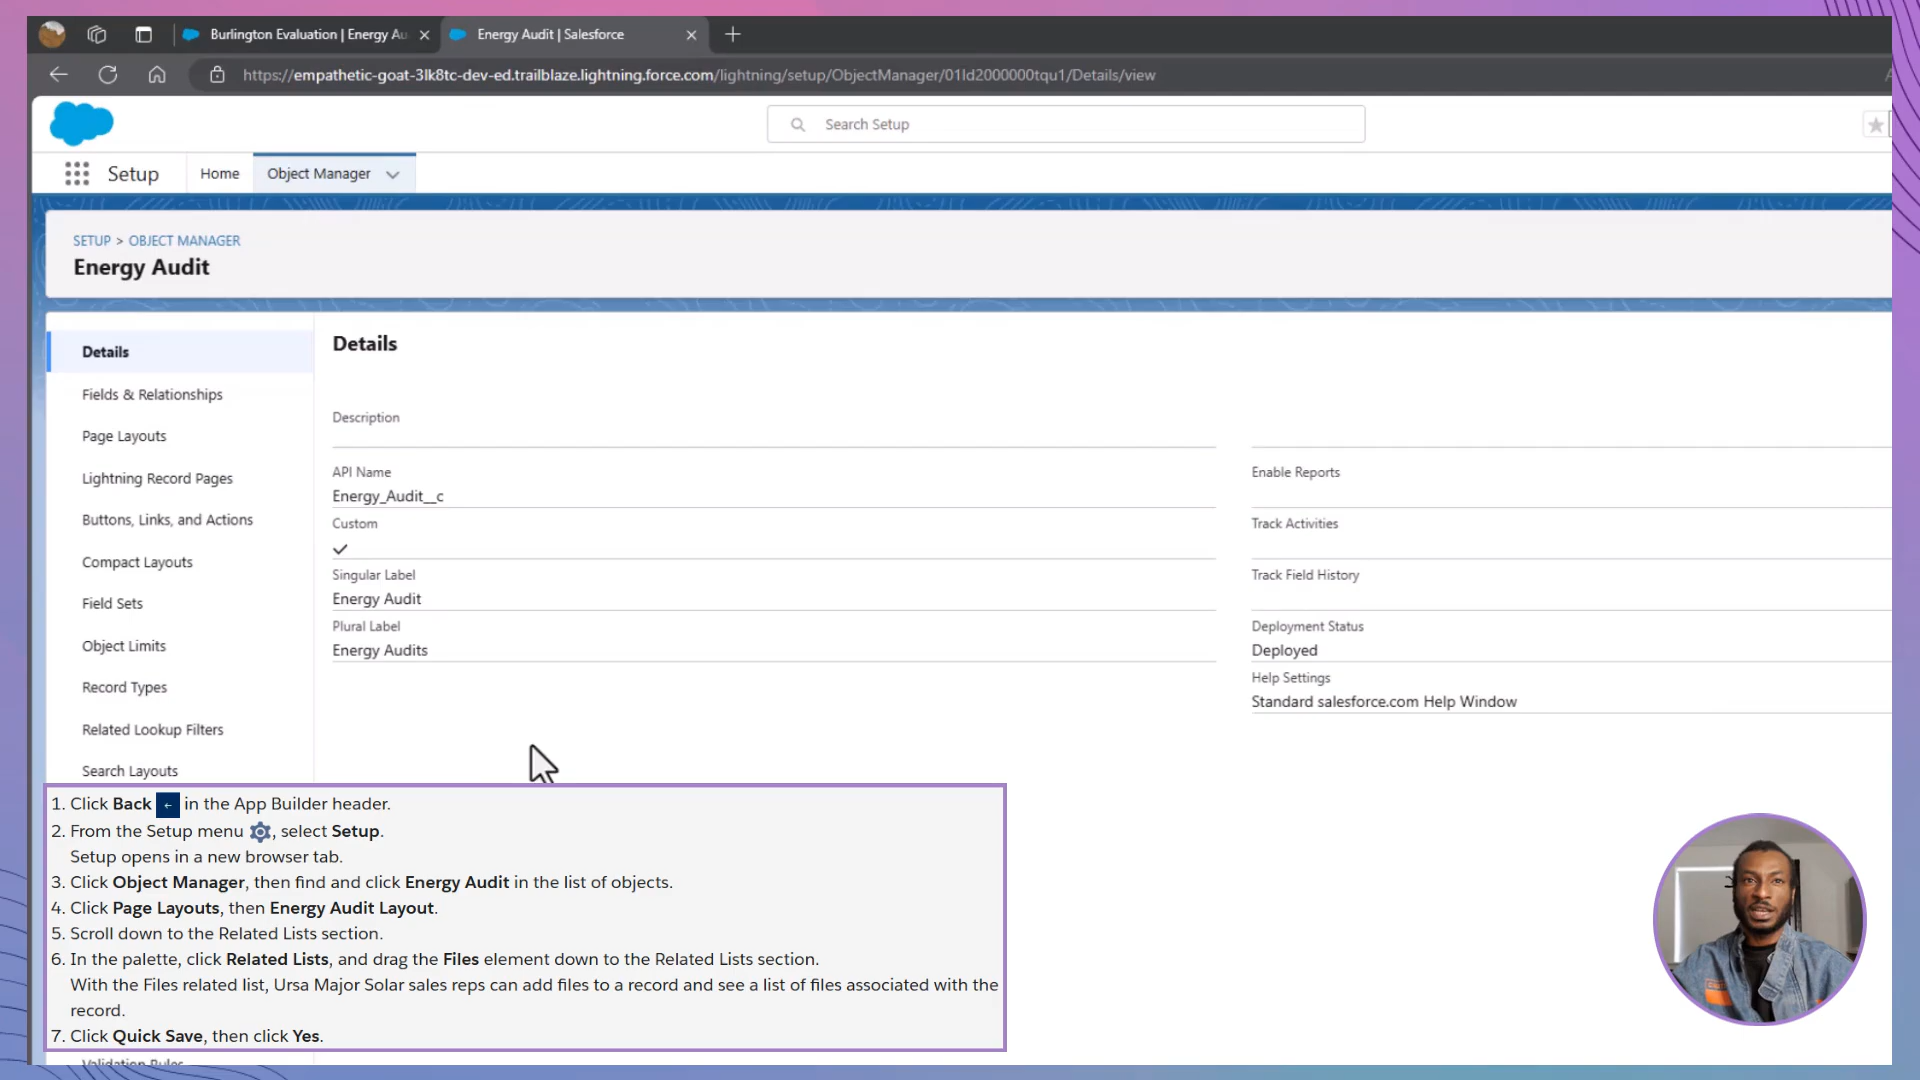 Burlington Evaluation | Energy Au
Energy Audit | Salesforce
https://empathetic-goat-3lk8tc-dev-ed.trailblaze.lightning.force.com/lightning/setup/ObjectManager/01Id2000000tqu1/Details/view
Search Setup
Setup
Home
Object Manager
SETUP > OBJECT MANAGER
Energy Audit
Details
Fields & Relationships
Page Layouts
Lightning Record Pages
Buttons, Links, and Actions
Compact Layouts
Field Sets
Object Limits
Record Types
Related Lookup Filters
Search Layouts
Validation Rules
Details
Description
API Name
Energy_Audit__c
Custom
Singular Label
Energy Audit
Plural Label
Energy Audits
Enable Reports
Track Activities
Track Field History
Deployment Status
Deployed
Help Settings
Standard salesforce.com Help Window
1. Click Back ← in the App Builder header.
2. From the Setup menu , select Setup.
Setup opens in a new browser tab.
3. Click Object Manager, then find and click Energy Audit in the list of objects.
4. Click Page Layouts, then Energy Audit Layout.
5. Scroll down to the Related Lists section.
6. In the palette, click Related Lists, and drag the Files element down to the Related Lists section.
With the Files related list, Ursa Major Solar sales reps can add files to a record and see a list of files associated with the
record.
7. Click Quick Save, then click Yes.